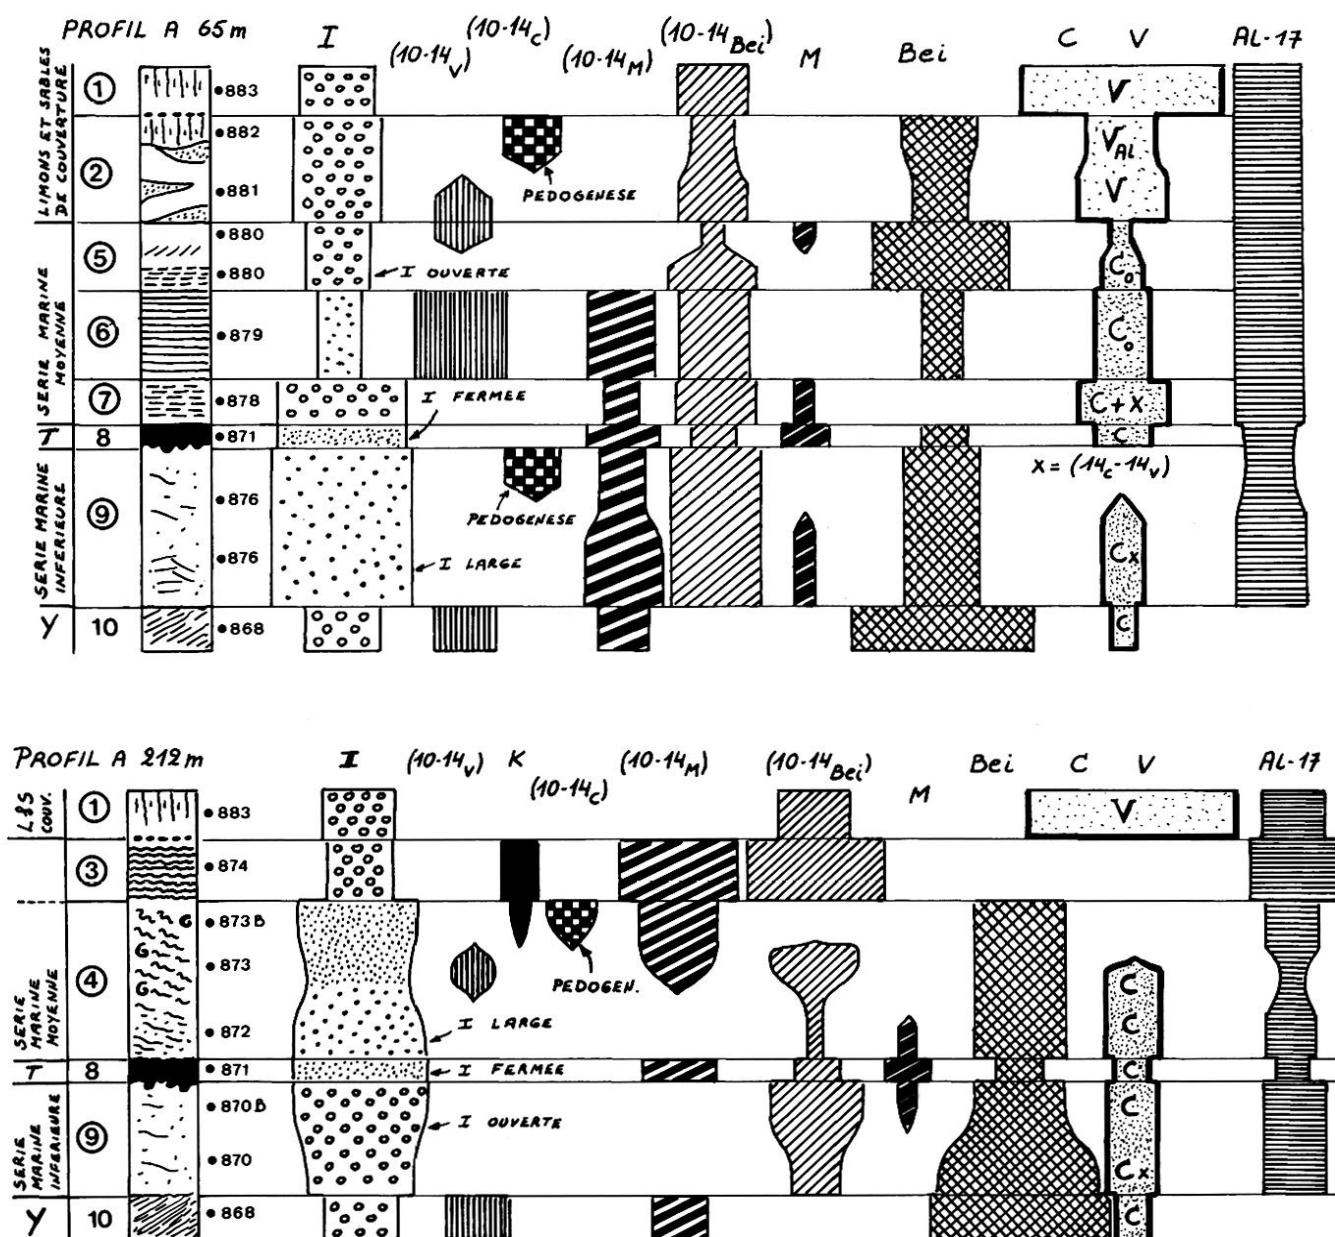 PROFIL A 65m
I
(10-14v)
(10-14c)
(10-14M)
(10-14Bei)
M
Bei
C V
AL-17
LIMONS ET SABLES
DE COUVERTURE
1
883
V
2
882
881
PEDOGENESE
VAL
V
SERIE MARINE
MOYENNE
5
880
880
I OUVERTE
Co
6
879
Co
7
878
I FERMEE
C+X
T
8
871
C
X = (14c-14v)
SERIE MARINE
INFERIEURE
9
876
876
PEDOGENESE
I LARGE
Cx
Y
10
868
C
PROFIL A 212m
I
(10-14v)
K
(10-14c)
(10-14M)
(10-14Bei)
M
Bei
C V
AL-17
L&S
COUV.
1
883
V
3
874
SERIE
MARINE
MOYENNE
4
873B
873
872
G
G
G
PEDOGEN.
I LARGE
C
C
T
8
871
I FERMEE
C
SERIE
MARINE
INFERIEURE
9
870B
870
I OUVERTE
C
Cx
Y
10
868
C